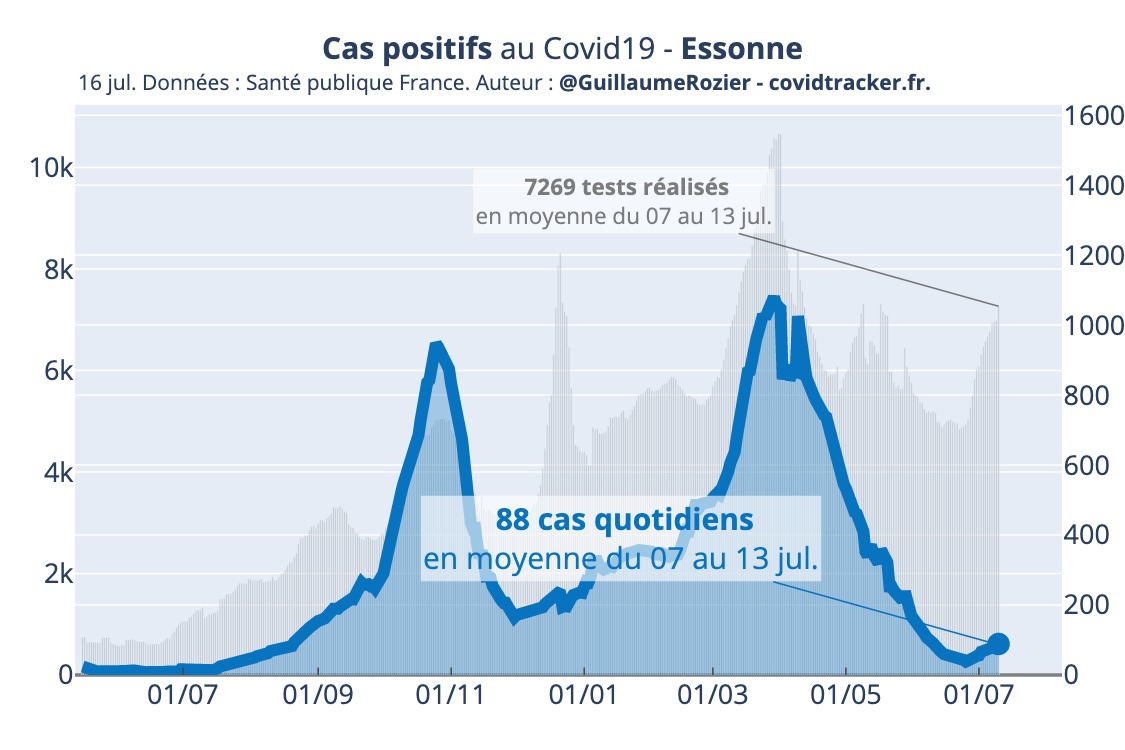 Cas positifs au Covid19 - Essonne
16 jul. Données : Santé publique France. Auteur : @GuillaumeRozier - covidtracker.fr.
1600
10k
7269 tests réalisés
1400
en moyenne du 07 au 13 jul.
8k
1200
1000
6k
800
4k
600
88 cas quotidiens
400
en moyenne du 07 au 13 jul.
2k
200
0
0
01/07 01/09 01/11 01/01 01/03 01/05 01/07